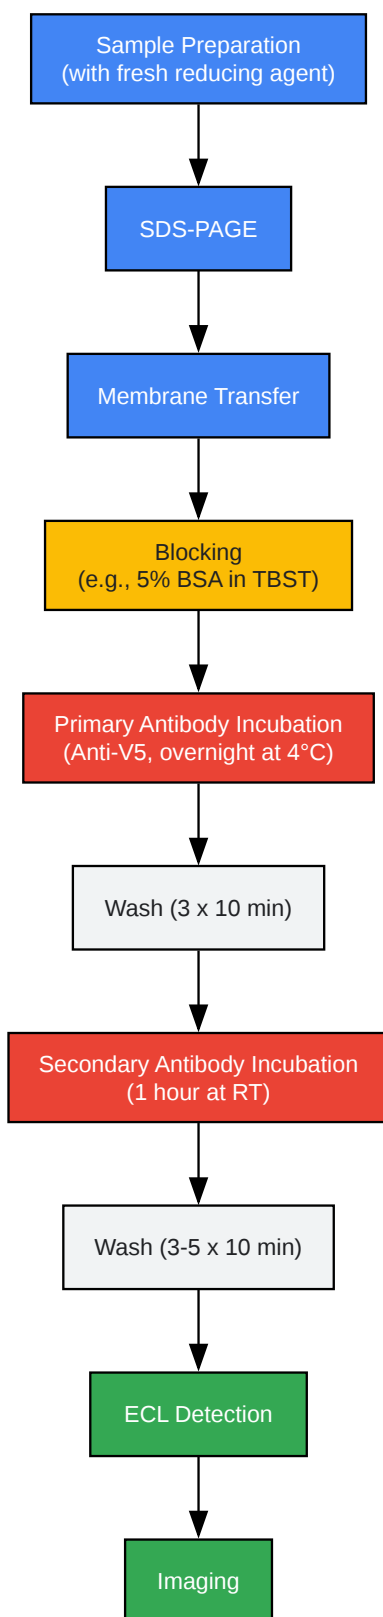 Sample Preparation
(with fresh reducing agent)
SDS-PAGE
Membrane Transfer
Blocking
(e.g., 5% BSA in TBST)
Primary Antibody Incubation
(Anti-V5, overnight at 4°C)
Wash (3 x 10 min)
Secondary Antibody Incubation
(1 hour at RT)
Wash (3-5 x 10 min)
ECL Detection
Imaging